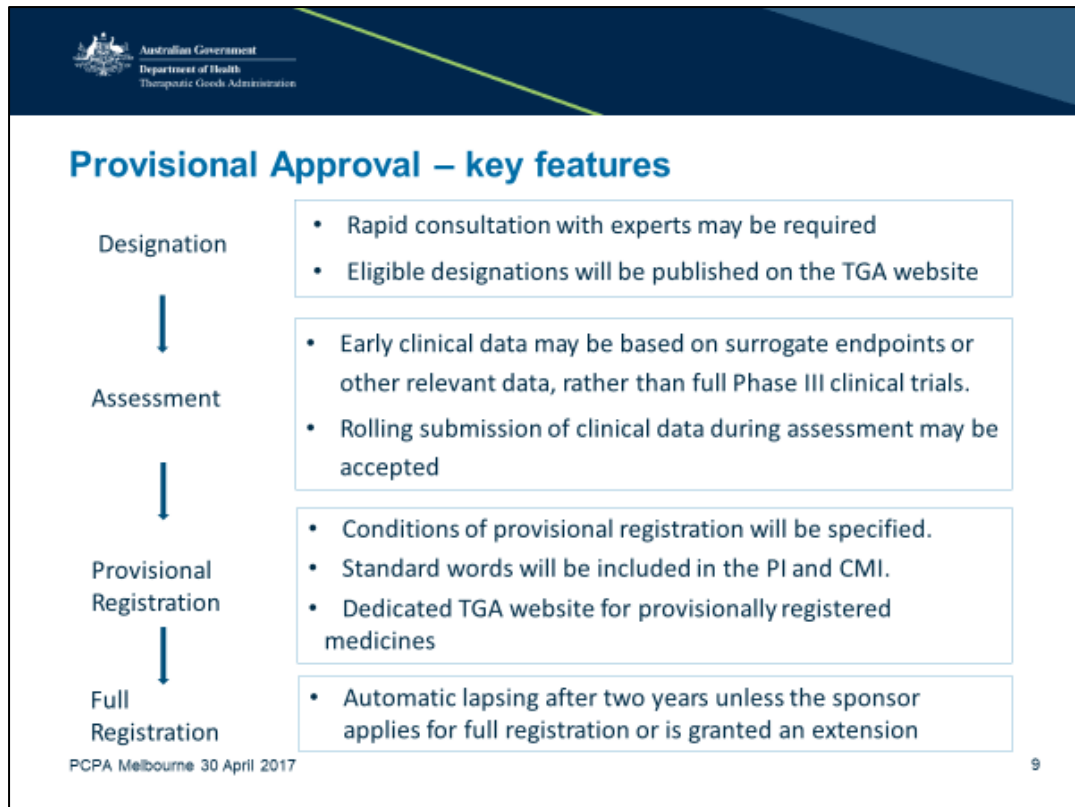 Australian Government
Department of Health
Therapeutic Goods Administration
Provisional Approval – key features
Designation
• Rapid consultation with experts may be required
• Eligible designations will be published on the TGA website
Assessment
• Early clinical data may be based on surrogate endpoints or
other relevant data, rather than full Phase III clinical trials.
• Rolling submission of clinical data during assessment may be
accepted
Provisional
Registration
• Conditions of provisional registration will be specified.
• Standard words will be included in the PI and CMI.
• Dedicated TGA website for provisionally registered
medicines
Full
Registration
• Automatic lapsing after two years unless the sponsor
applies for full registration or is granted an extension
PCPA Melbourne 30 April 2017
9